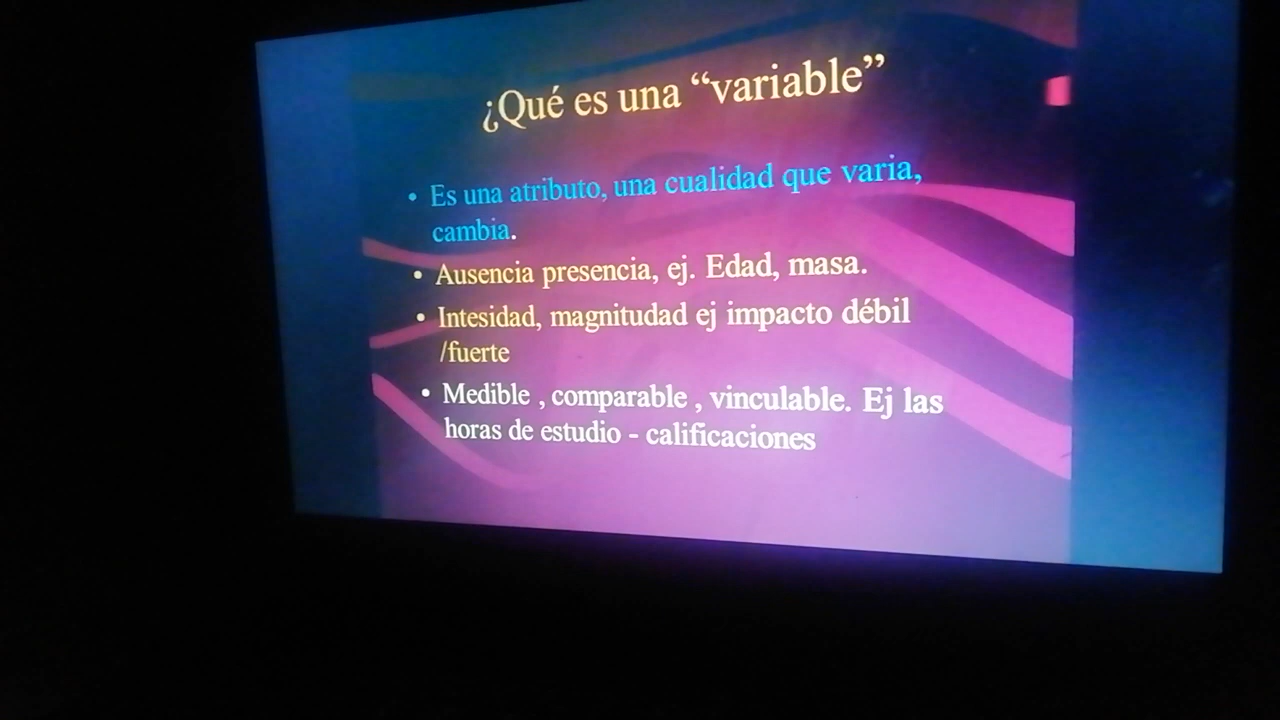 ¿Qué es una “variable”
• Es una atributo, una cualidad que varia,
cambia.
• Ausencia presencia, ej. Edad, masa.
• Intesidad, magnitudad ej impacto débil
/fuerte
• Medible , comparable , vinculable. Ej las
horas de estudio - calificaciones